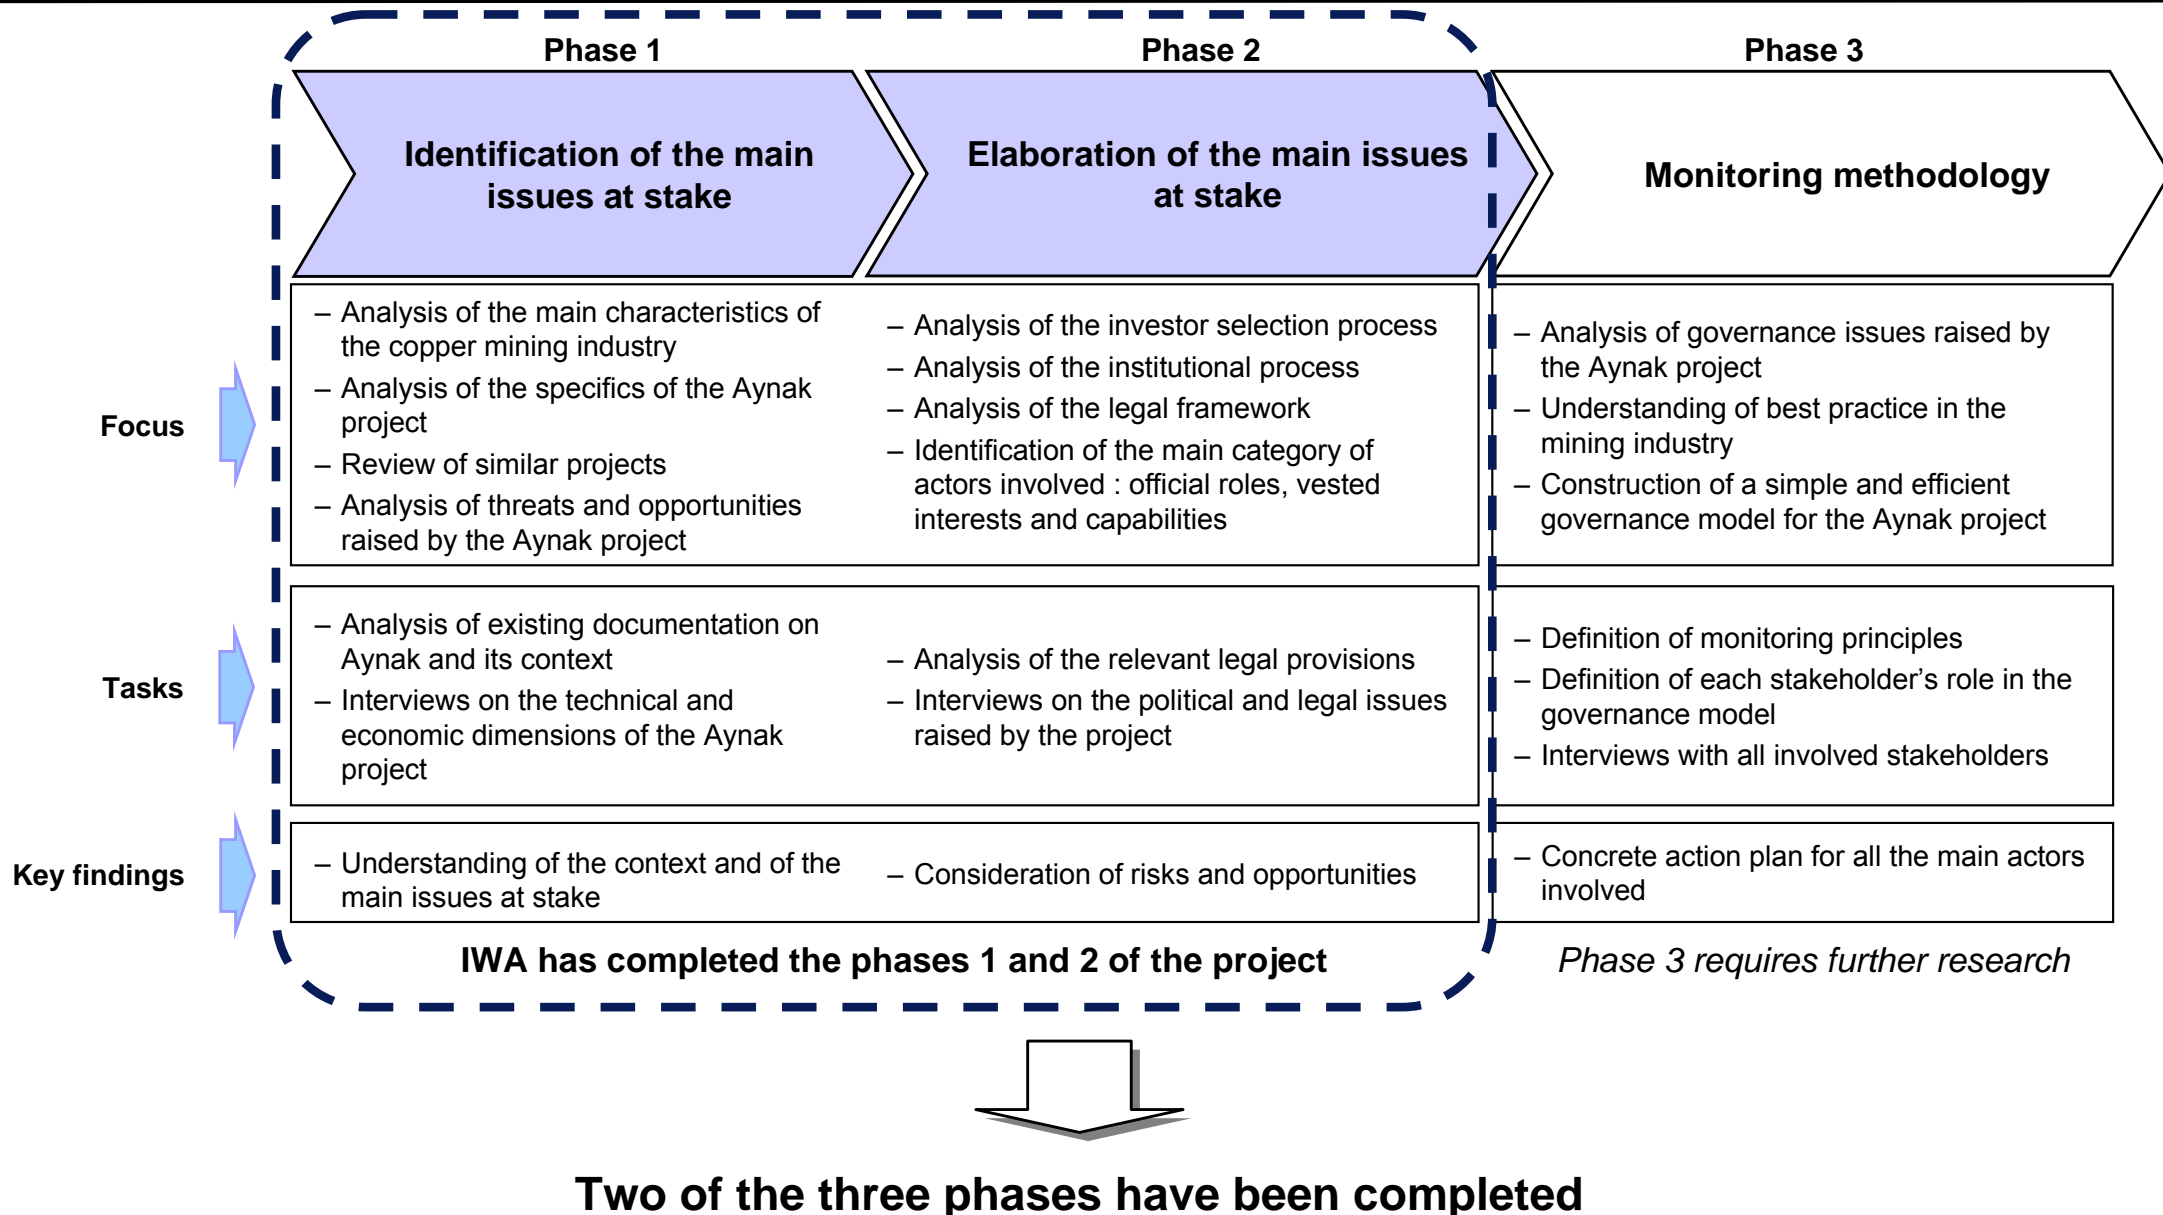 Phase 1
Phase 2
Phase 3
Identification of the main
issues at stake
Elaboration of the main issues
at stake
Monitoring methodology
Focus
– Analysis of the main characteristics of
the copper mining industry
– Analysis of the specifics of the Aynak
project
– Review of similar projects
– Analysis of threats and opportunities
raised by the Aynak project
– Analysis of the investor selection process
– Analysis of the institutional process
– Analysis of the legal framework
– Identification of the main category of
actors involved : official roles, vested
interests and capabilities
– Analysis of governance issues raised by
the Aynak project
– Understanding of best practice in the
mining industry
– Construction of a simple and efficient
governance model for the Aynak project
Tasks
– Analysis of existing documentation on
Aynak and its context
– Interviews on the technical and
economic dimensions of the Aynak
project
– Analysis of the relevant legal provisions
– Interviews on the political and legal issues
raised by the project
– Definition of monitoring principles
– Definition of each stakeholder’s role in the
governance model
– Interviews with all involved stakeholders
Key findings
– Understanding of the context and of the
main issues at stake
– Consideration of risks and opportunities
– Concrete action plan for all the main actors
involved
IWA has completed the phases 1 and 2 of the project
Phase 3 requires further research
Two of the three phases have been completed